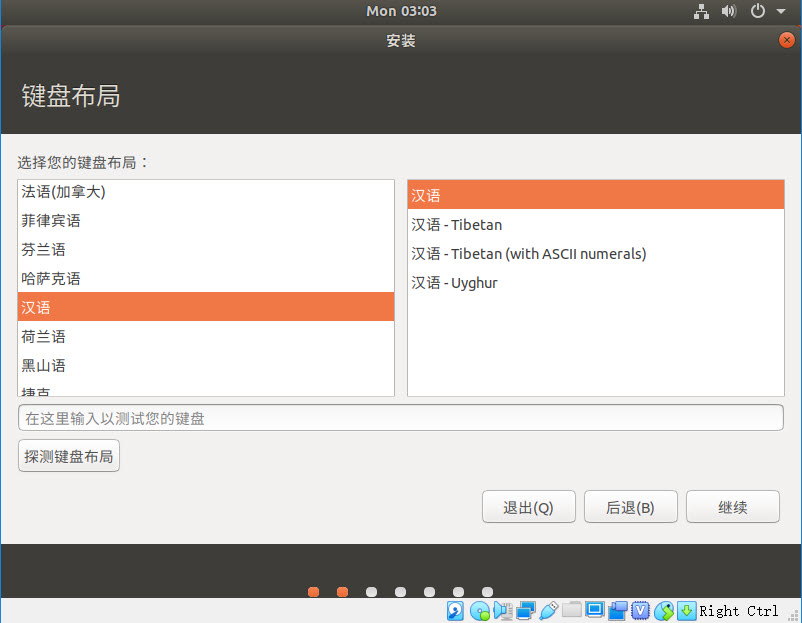 Mon 03:03
安装
键盘布局
选择您的键盘布局：
法语(加拿大)
菲律宾语
芬兰语
哈萨克语
汉语
荷兰语
黑山语
捷克
汉语
汉语 - Tibetan
汉语 - Tibetan (with ASCII numerals)
汉语 - Uyghur
在这里输入以测试您的键盘
探测键盘布局
退出(Q)
后退(B)
继续
Right Ctrl